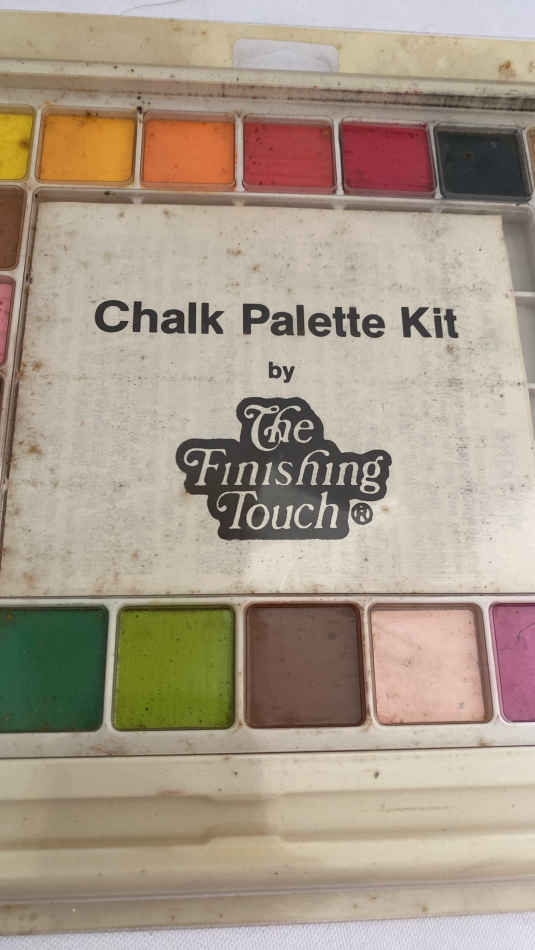 Chalk Palette Kit
by
The
Finishing
Touch®